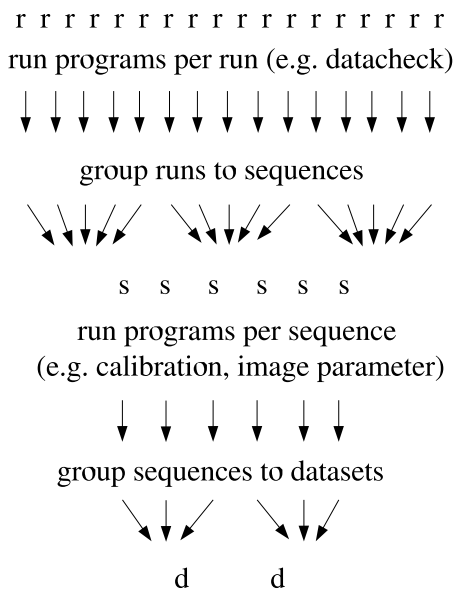 r r r r r r r r r r r r r r r r r r
run programs per run (e.g. datacheck)
group runs to sequences
s s s s s s
run programs per sequence
(e.g. calibration, image parameter)
group sequences to datasets
d d